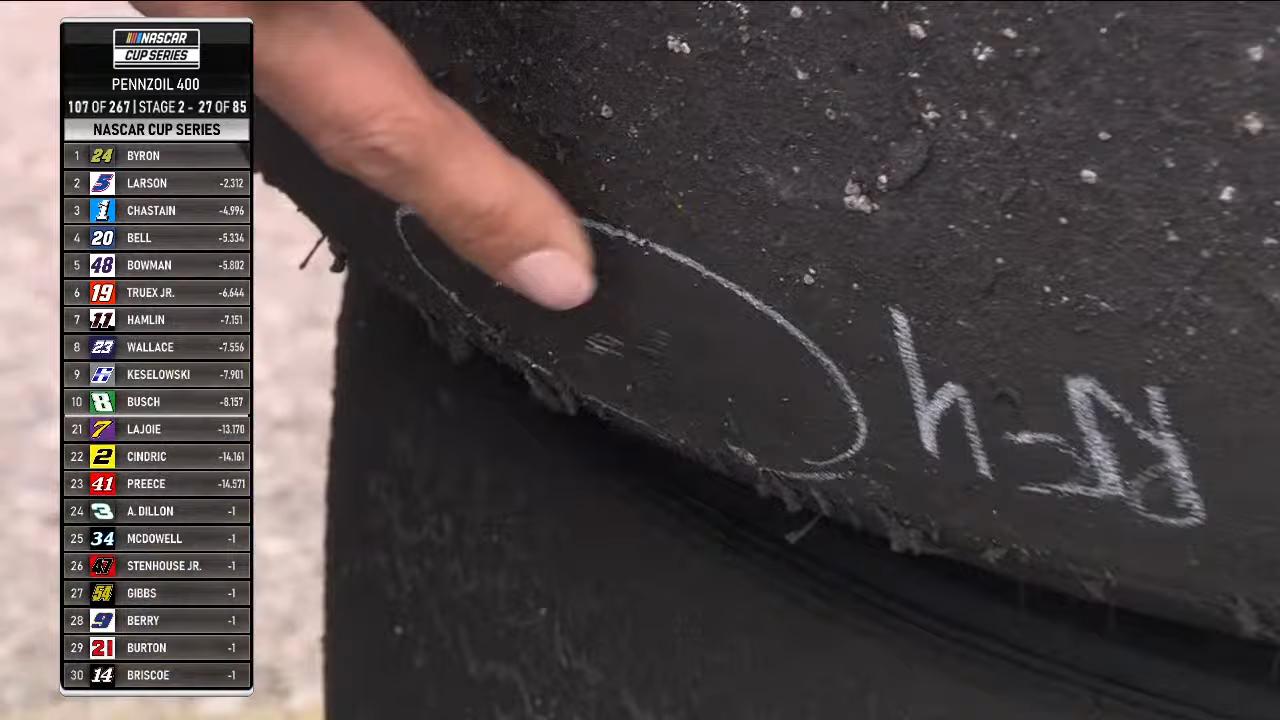 NASCAR
CUP SERIES
PENNZOIL 400
107 OF 267 | STAGE 2 - 27 OF 85
NASCAR CUP SERIES
1 24 BYRON
2 5 LARSON -2.312
3 1 CHASTAIN -4.996
4 20 BELL -5.334
5 48 BOWMAN -5.802
6 19 TRUEX JR. -6.644
7 11 HAMLIN -7.151
8 23 WALLACE -7.556
9 6 KESELOWSKI -7.901
10 8 BUSCH -8.157
21 7 LAJOIE -13.170
22 2 CINDRIC -14.161
23 41 PREECE -14.571
24 3 A. DILLON -1
25 34 MCDOWELL -1
26 47 STENHOUSE JR. -1
27 54 GIBBS -1
28 9 BERRY -1
29 21 BURTON -1
30 14 BRISCOE -1
RF-4